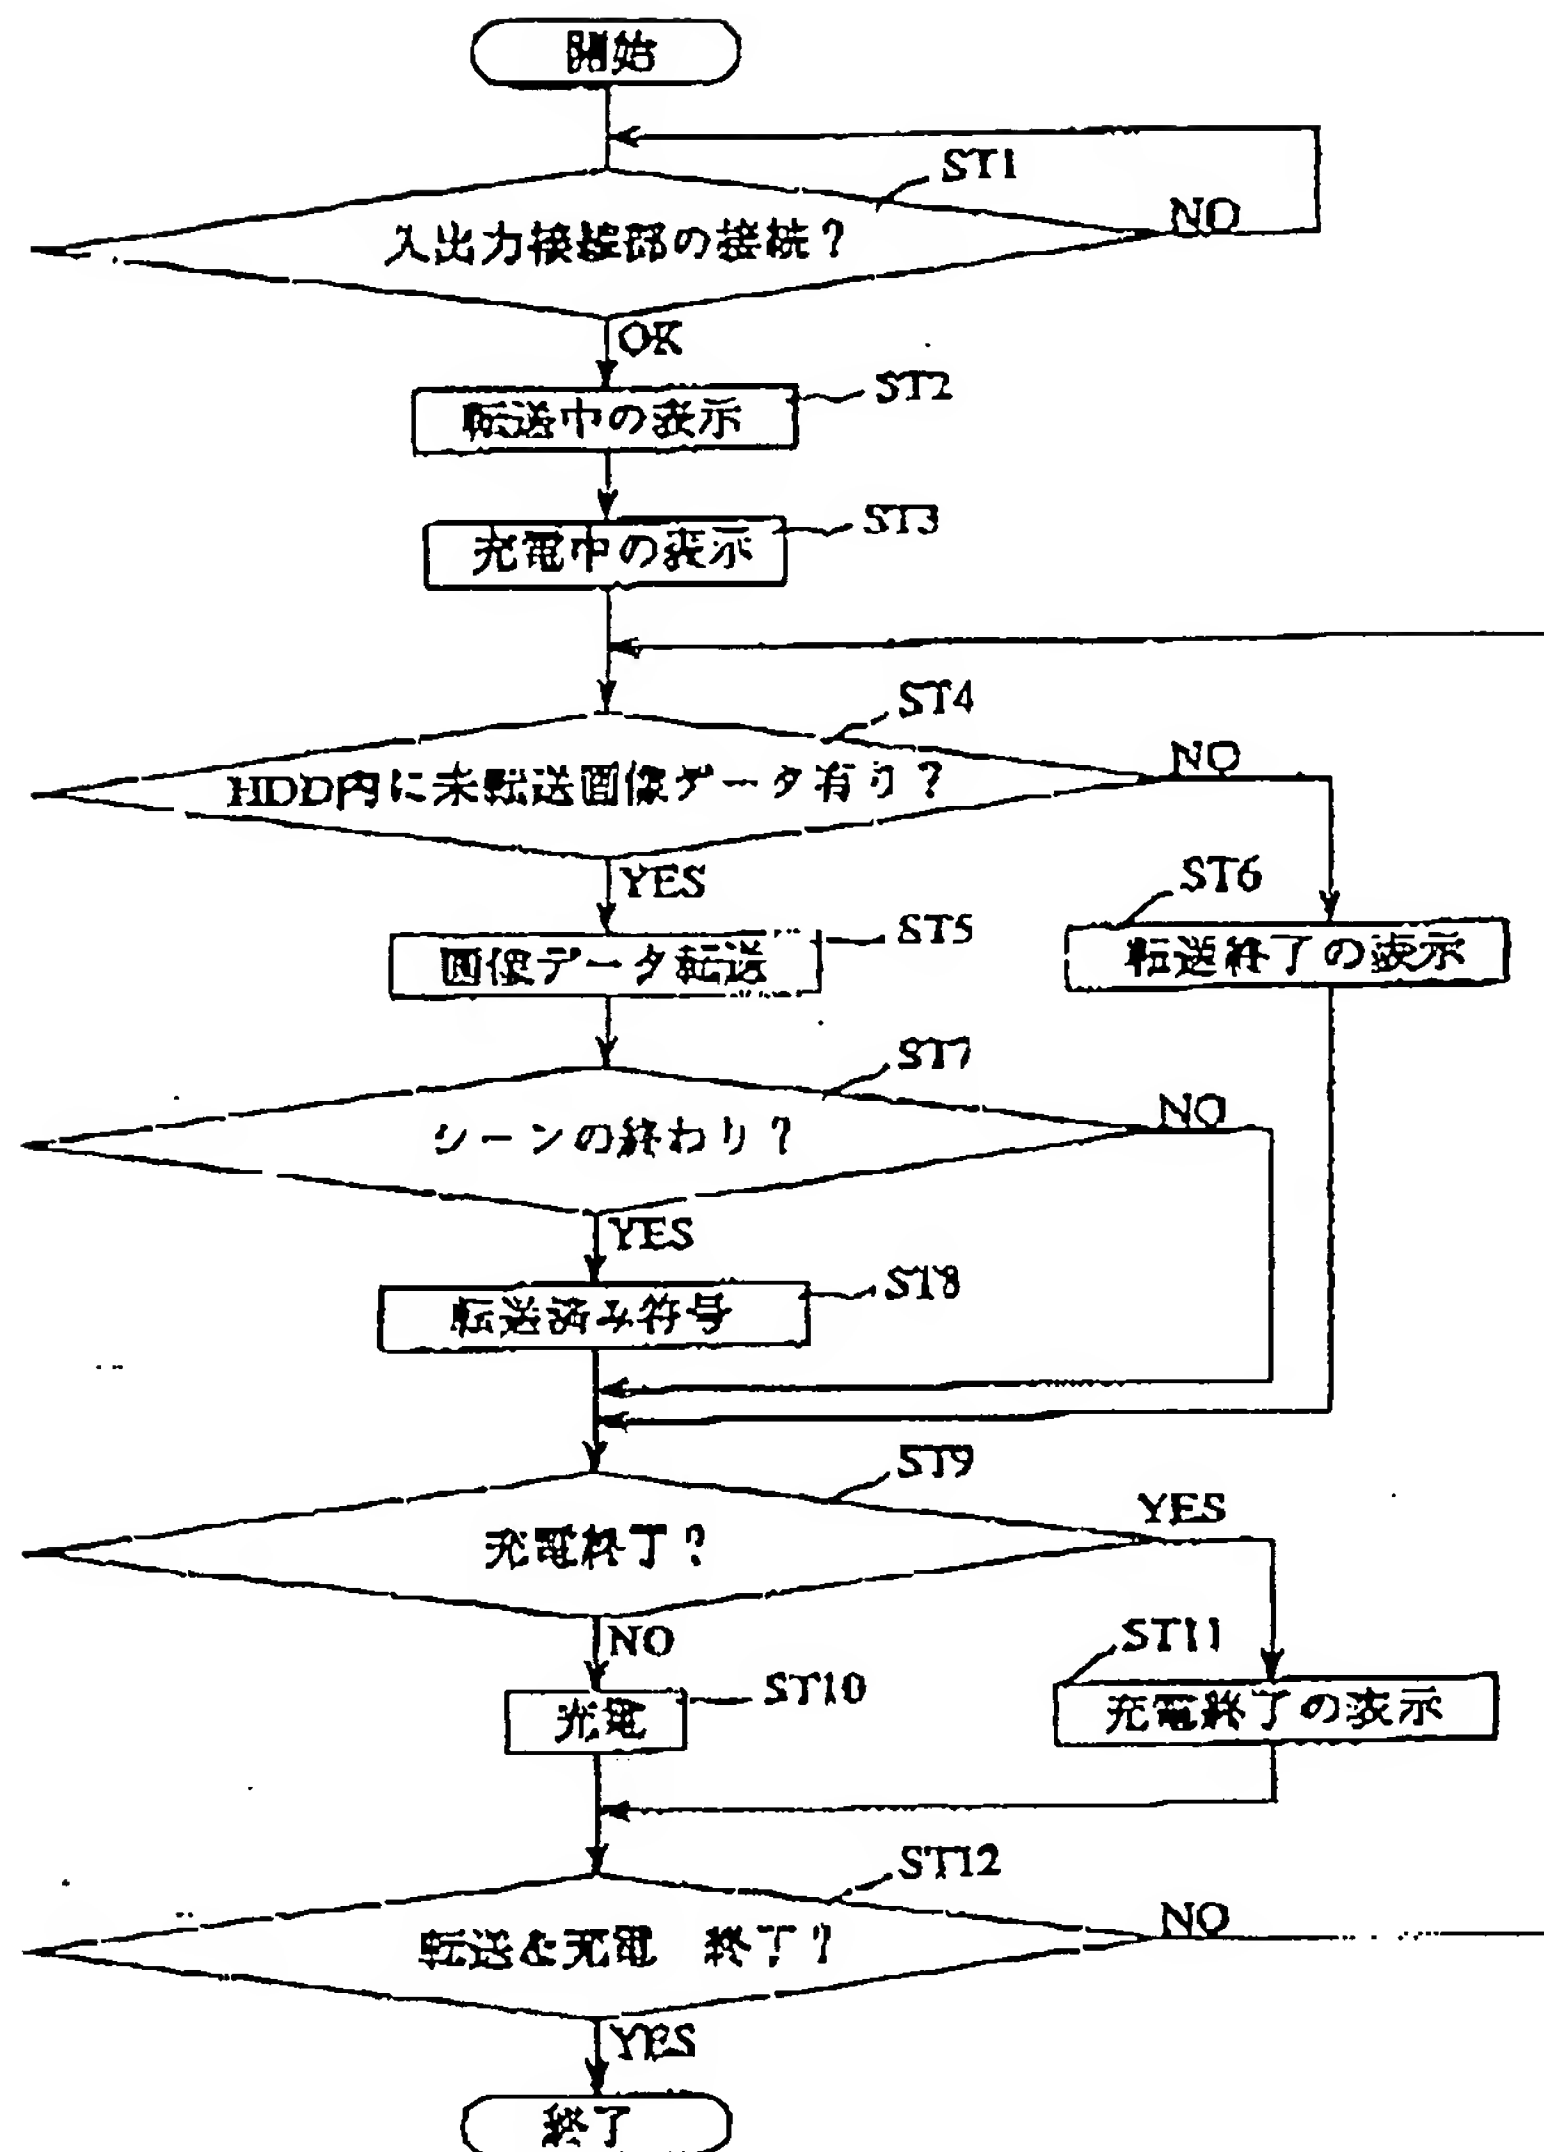 開始
ST1
入出力接続部の接続?
NO
OK
ST2
転送中の表示
ST3
充電中の表示
ST4
HDD内に未転送画像データ有り?
NO
YES
ST6
転送終了の表示
ST5
画像データ転送
ST7
シーンの終わり?
NO
YES
ST8
転送済み符号
ST9
充電終了?
YES
NO
ST11
充電終了の表示
ST10
充電
ST12
転送&充電 終了?
NO
YES
終了